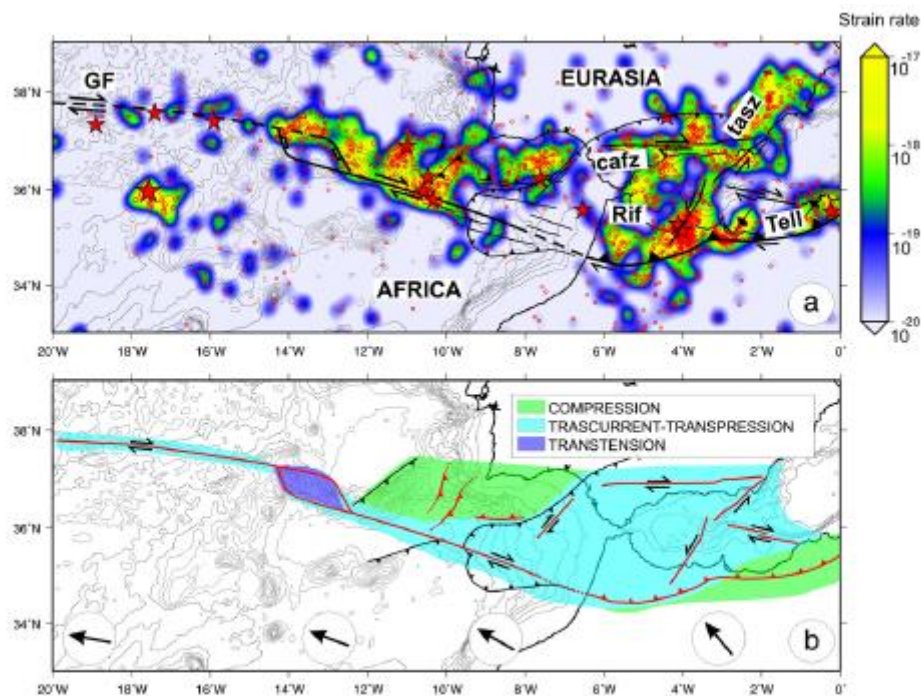 Strain rate
GF
EURASIA
tasz
cafz
Rif
Tell
AFRICA
a
10⁻¹⁷
10⁻¹⁸
10⁻¹⁹
10⁻²⁰
38°N
36°N
34°N
20°W 18°W 16°W 14°W 12°W 10°W 8°W 6°W 4°W 2°W 0°
COMPRESSION
TRASCURRENT-TRANSPRESSION
TRANSTENSION
38°N
36°N
34°N
b
20°W 18°W 16°W 14°W 12°W 10°W 8°W 6°W 4°W 2°W 0°